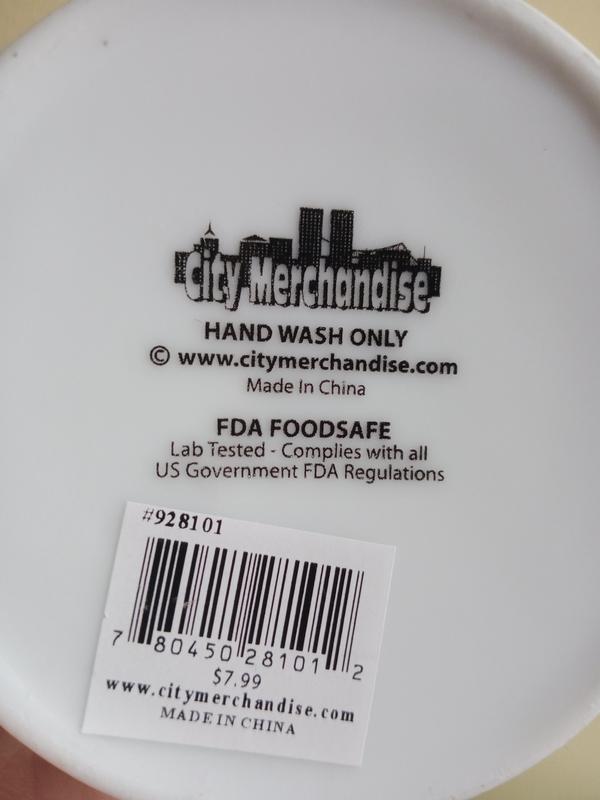 City Merchandise
HAND WASH ONLY
© www.citymerchandise.com
Made In China
FDA FOODSAFE
Lab Tested - Complies with all
US Government FDA Regulations
#928101
7 80450 28101 2
$7.99
www.citymerchandise.com
MADE IN CHINA